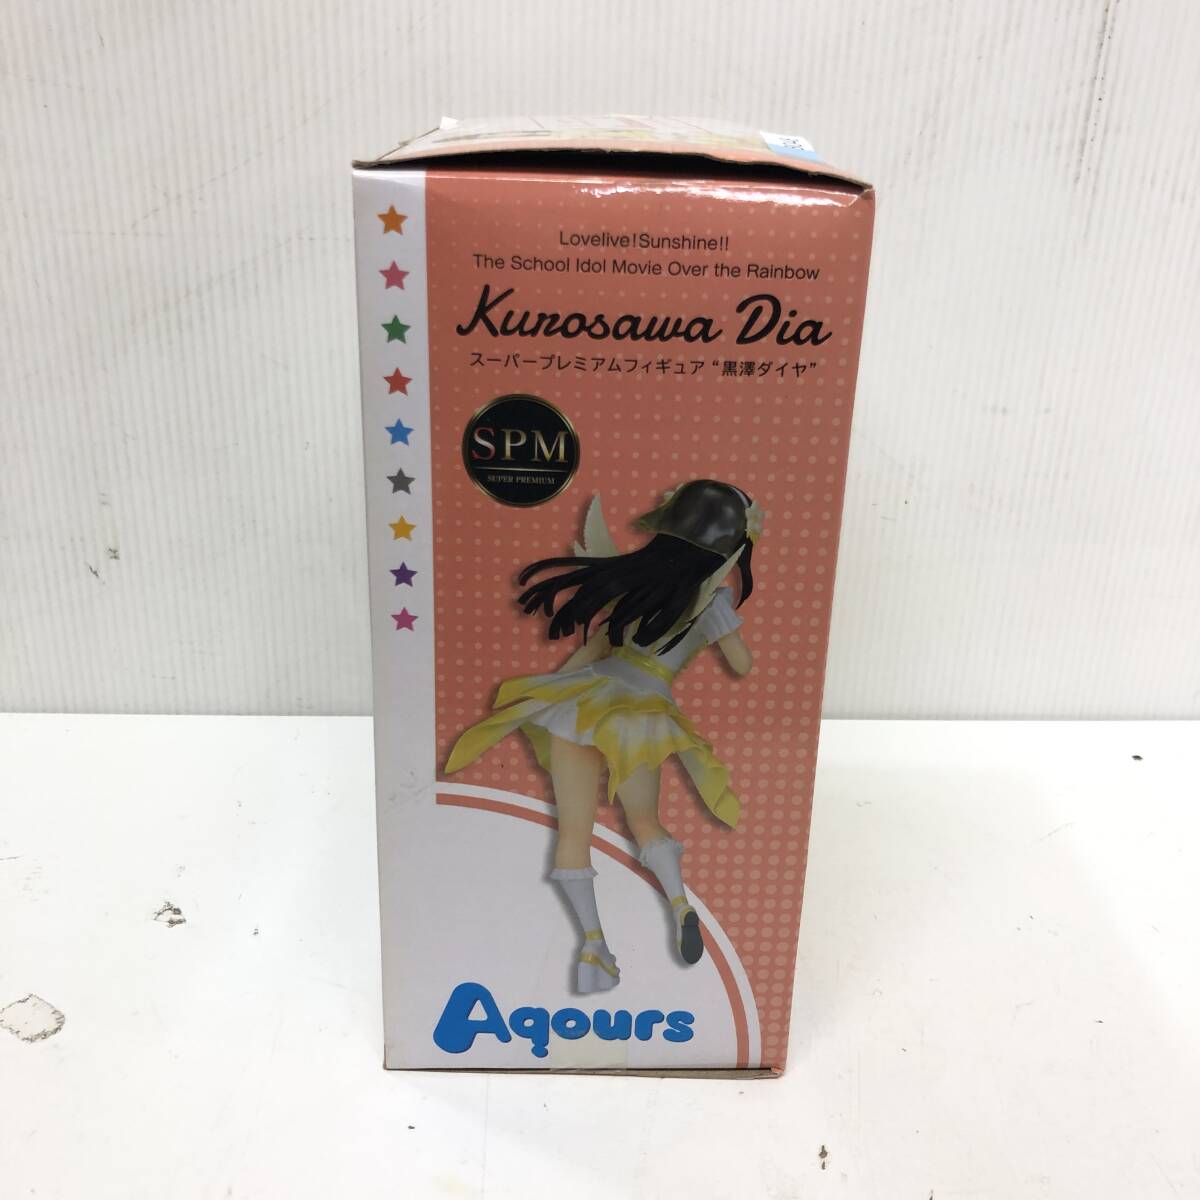 Lovelive!Sunshine!!
The School Idol Movie Over the Rainbow
Kurosawa Dia
スーパープレミアムフィギュア “黒澤ダイヤ”
SPM
SUPER PREMIUM
Aqours